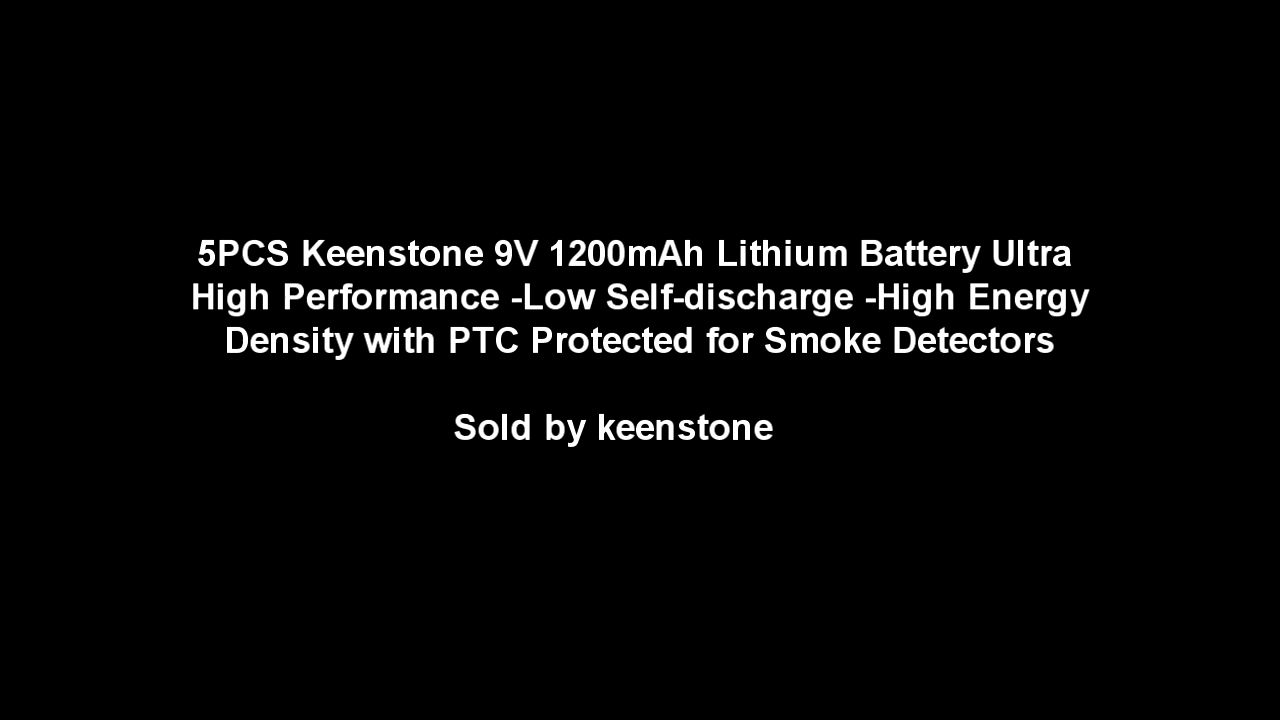 5PCS Keenstone 9V 1200mAh Lithium Battery Ultra
High Performance -Low Self-discharge -High Energy
Density with PTC Protected for Smoke Detectors
Sold by keenstone